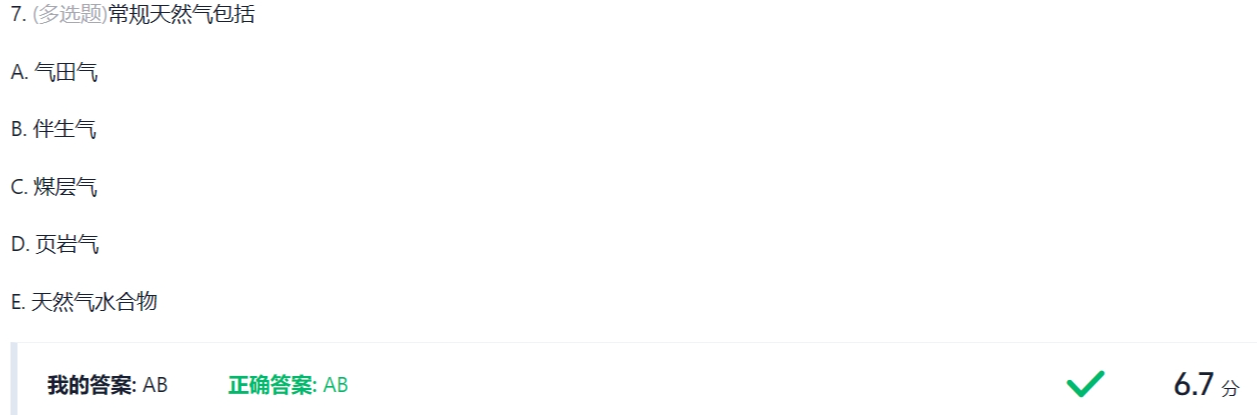 7. (多选题)常规天然气包括
A. 气田气
B. 伴生气
C. 煤层气
D. 页岩气
E. 天然气水合物
我的答案: AB 正确答案: AB 6.7 分